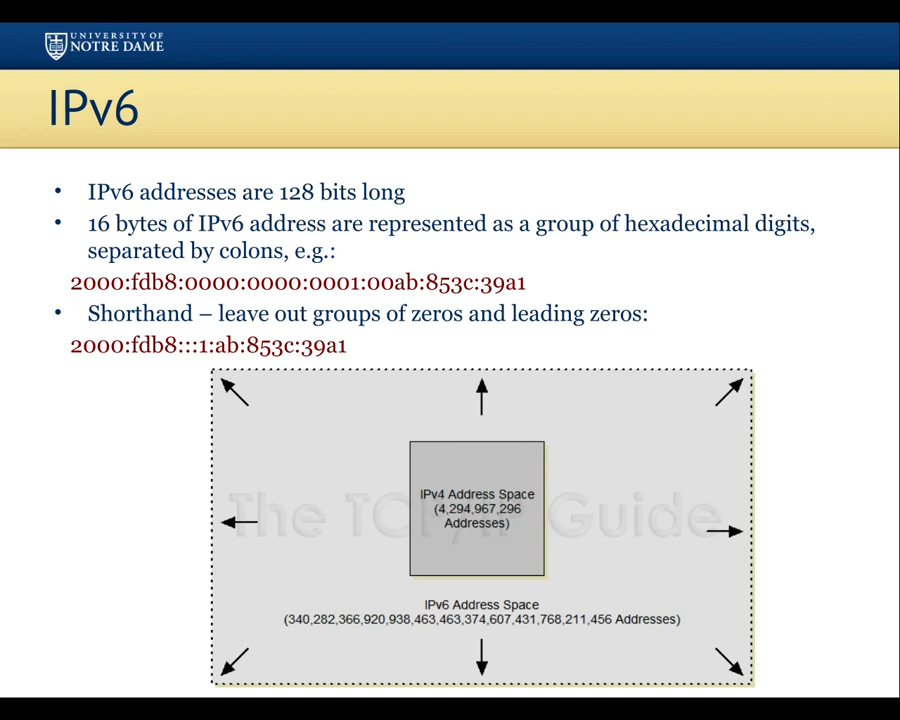 UNIVERSITY OF
NOTRE DAME
IPv6
• IPv6 addresses are 128 bits long
• 16 bytes of IPv6 address are represented as a group of hexadecimal digits,
separated by colons, e.g.:
2000:fdb8:0000:0000:0001:00ab:853c:39a1
• Shorthand – leave out groups of zeros and leading zeros:
2000:fdb8:::1:ab:853c:39a1
IPv4 Address Space
(4,294,967,296
Addresses)
The TCP/IP Guide
IPv6 Address Space
(340,282,366,920,938,463,463,374,607,431,768,211,456 Addresses)